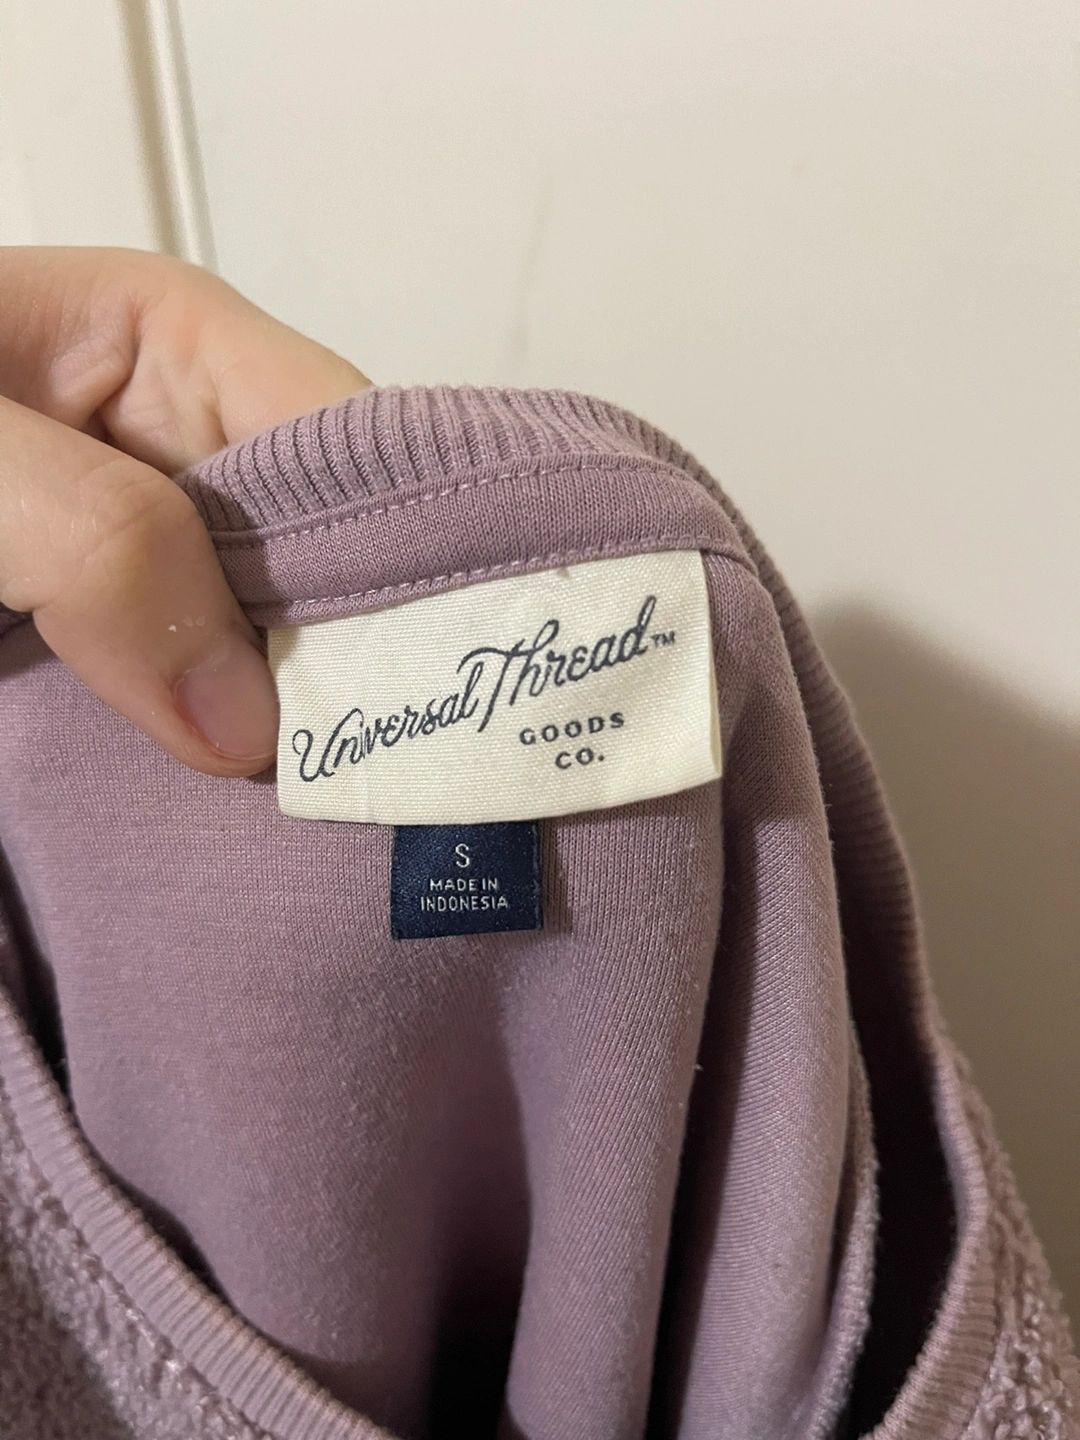 Universal Thread™
GOODS
CO.
S
MADE IN
INDONESIA